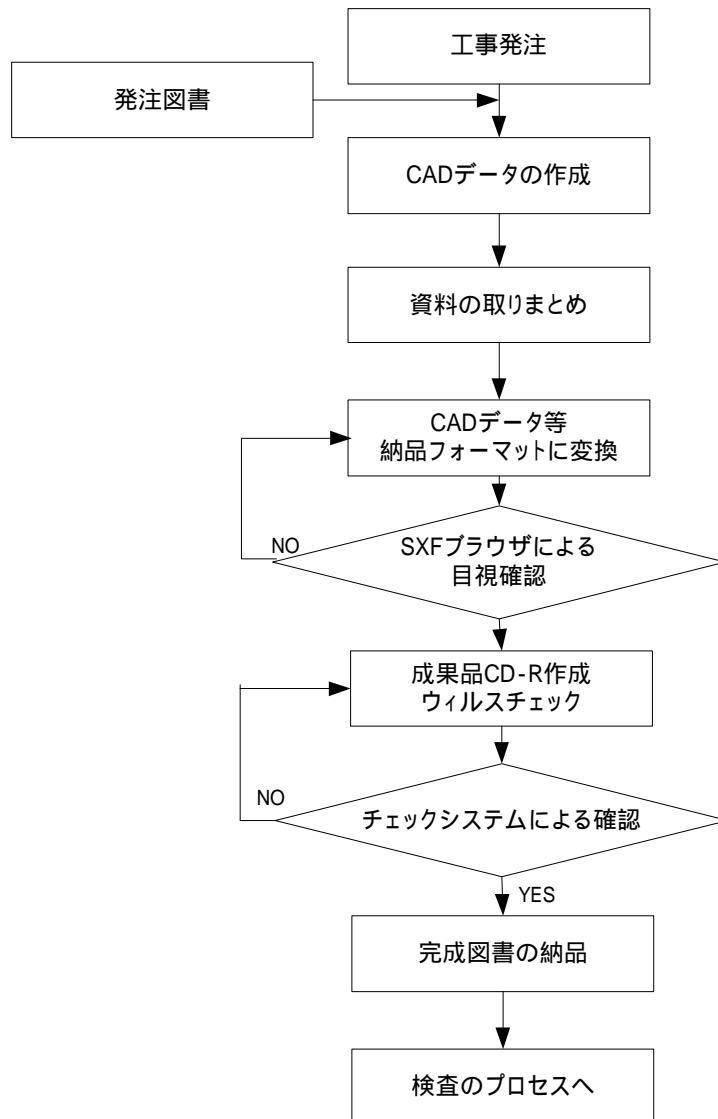 工事発注
発注図書
CADデータの作成
資料の取りまとめ
CADデータ等
納品フォーマットに変換
NO
SXFブラウザによる
目視確認
成果品CD-R作成
ウィルスチェック
NO
チェックシステムによる確認
YES
完成図書の納品
検査のプロセスへ